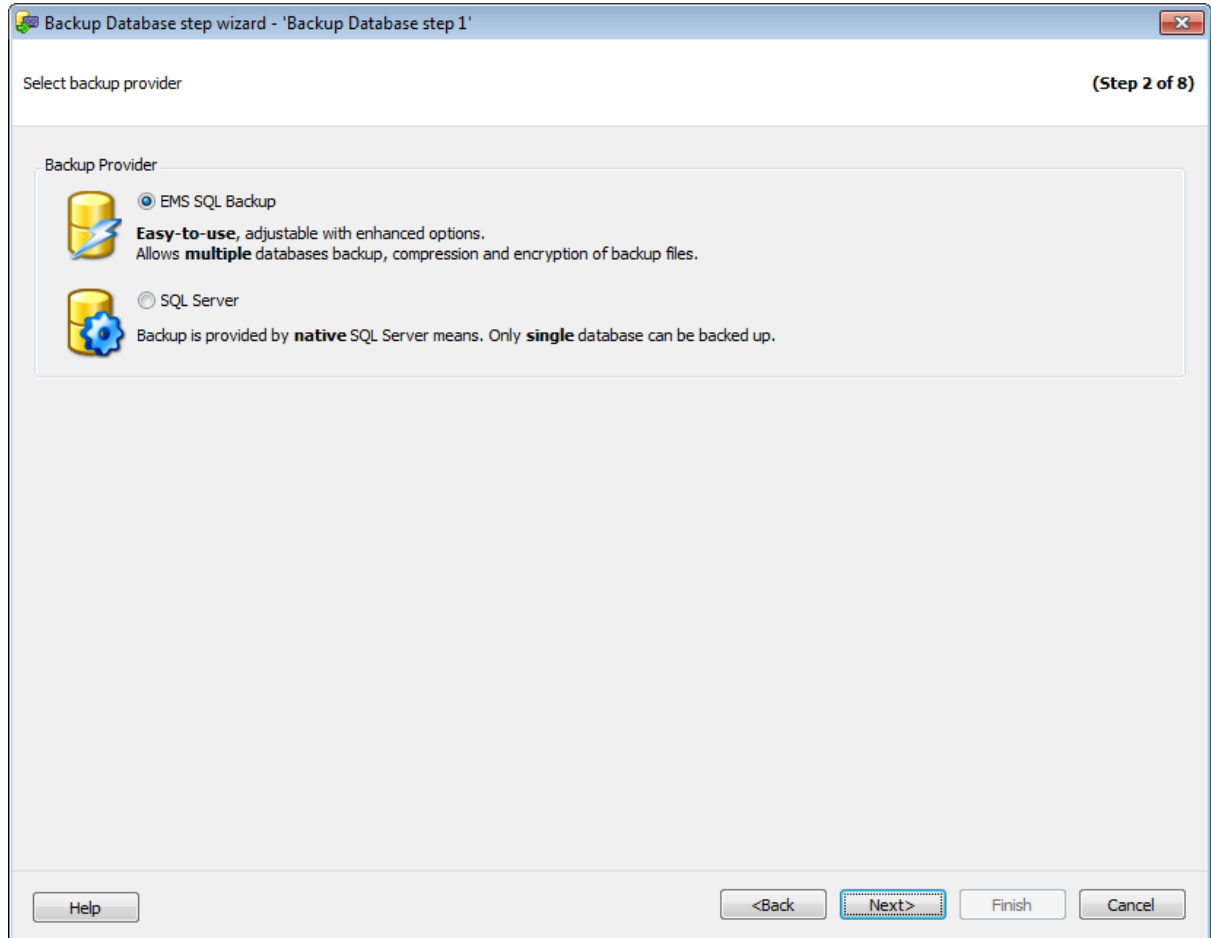 Backup Database step wizard - 'Backup Database step 1'
Select backup provider
(Step 2 of 8)
Backup Provider
EMS SQL Backup
Easy-to-use, adjustable with enhanced options.
Allows multiple databases backup, compression and encryption of backup files.
SQL Server
Backup is provided by native SQL Server means. Only single database can be backed up.
Help
<Back
Next>
Finish
Cancel